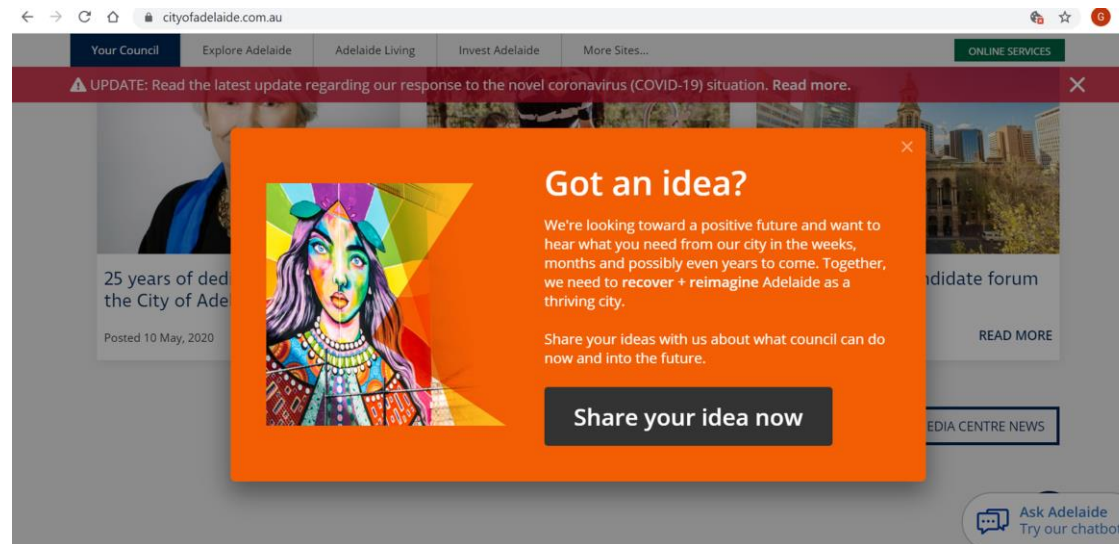 cityofadelaide.com.au
G
Your Council
Explore Adelaide
Adelaide Living
Invest Adelaide
More Sites...
ONLINE SERVICES
UPDATE: Read the latest update regarding our response to the novel coronavirus (COVID-19) situation. Read more.
Got an idea?
We're looking toward a positive future and want to
hear what you need from our city in the weeks,
months and possibly even years to come. Together,
we need to recover + reimagine Adelaide as a
thriving city.
Share your ideas with us about what council can do
now and into the future.
Share your idea now
25 years of
the City of
Posted 10 May, 2020
forum
READ MORE
CENTRE NEWS
Ask Adelaide
Try our chatbot